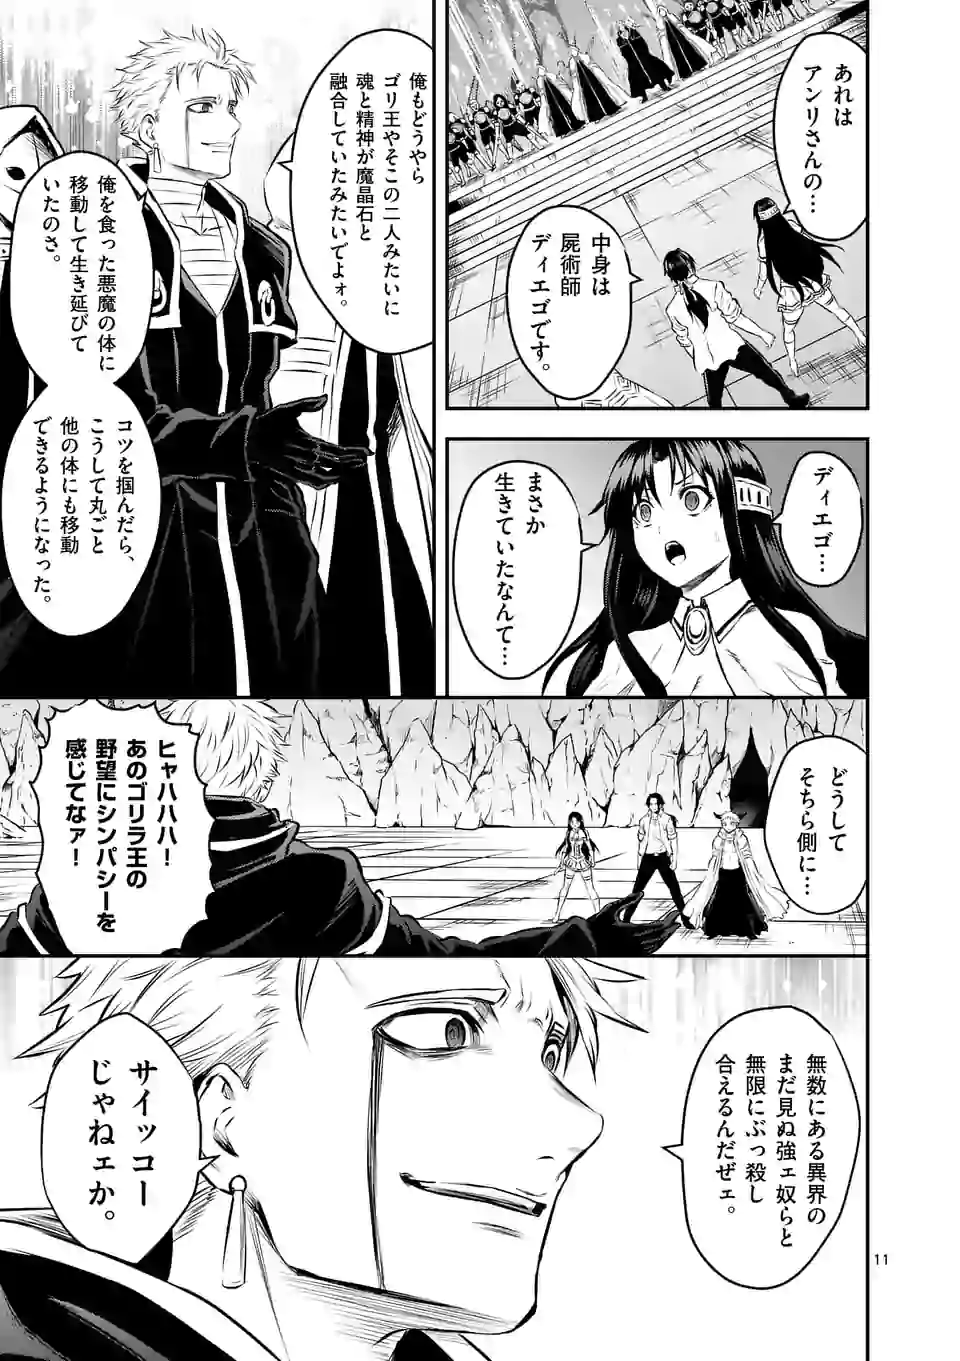 あれは
アンリさんの…
中身は
屍術師
ディエゴです。
ディエゴ…
まさか
生きていたなんて…
俺もどうやら
ゴリ王やそこの二人みたいに
魂と精神が魔晶石と
融合していたみたいでよォ。
俺を食った悪魔の体に
移動して生き延びて
いたのさ。
コツを掴んだら、
こうして丸ごと
他の体にも移動
できるようになった。
どうして
そちら側に…
ヒャハハハ!
あのゴリラ王の
野望にシンパシーを
感じてなァ!
無数にある異界の
まだ見ぬ強ェ奴らと
無限にぶっ殺し
合えるんだぜェ。
サイッコー
じゃねェか。
11